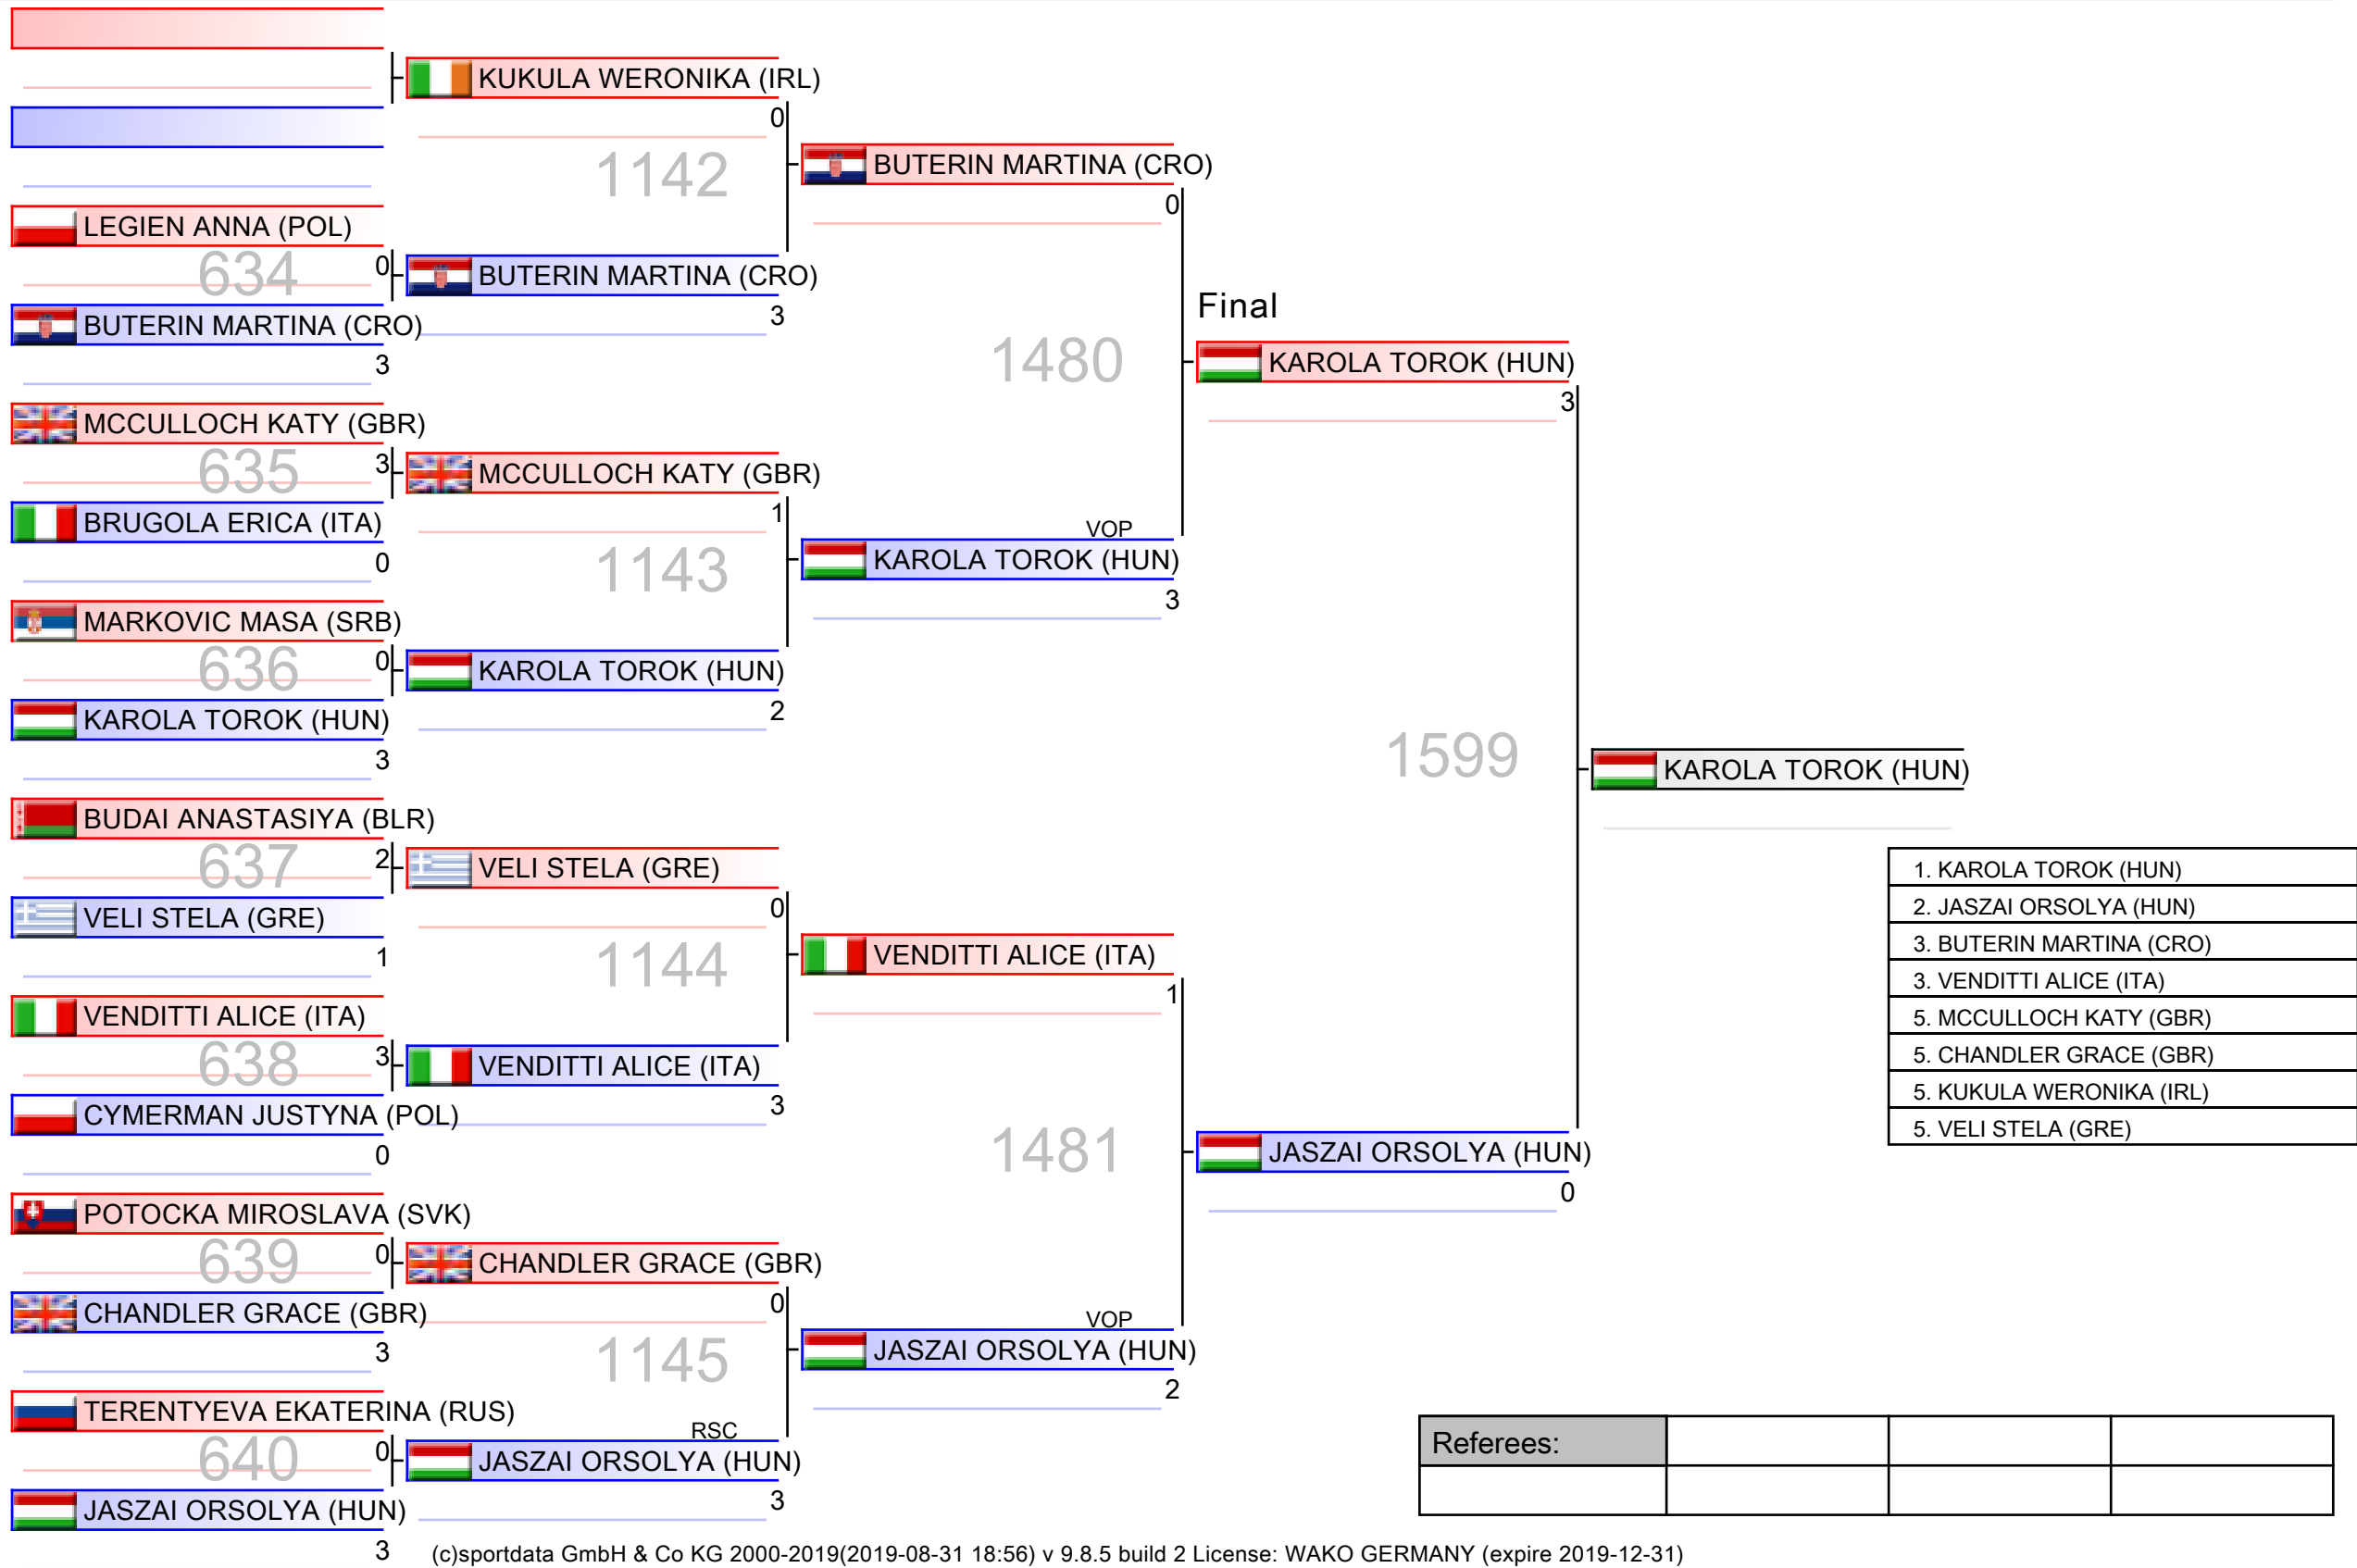 KUKULA WERONIKA (IRL)
0
1142
BUTERIN MARTINA (CRO)
0
LEGIEN ANNA (POL)
634
0
BUTERIN MARTINA (CRO)
3
BUTERIN MARTINA (CRO)
3
Final
1480
KAROLA TOROK (HUN)
3
MCCULLOCH KATY (GBR)
635
3
MCCULLOCH KATY (GBR)
1
BRUGOLA ERICA (ITA)
0
1143
VOP
KAROLA TOROK (HUN)
3
MARKOVIC MASA (SRB)
636
0
KAROLA TOROK (HUN)
2
KAROLA TOROK (HUN)
3
1599
KAROLA TOROK (HUN)
BUDAI ANASTASIYA (BLR)
637
2
VELI STELA (GRE)
0
VELI STELA (GRE)
1
1144
VENDITTI ALICE (ITA)
1
VENDITTI ALICE (ITA)
638
3
VENDITTI ALICE (ITA)
3
CYMERMAN JUSTYNA (POL)
0
1481
JASZAI ORSOLYA (HUN)
0
POTOCKA MIROSLAVA (SVK)
639
0
CHANDLER GRACE (GBR)
0
CHANDLER GRACE (GBR)
3
1145
VOP
JASZAI ORSOLYA (HUN)
2
TERENTYEVA EKATERINA (RUS)
640
0
RSC
JASZAI ORSOLYA (HUN)
3
JASZAI ORSOLYA (HUN)
3
1. KAROLA TOROK (HUN)
2. JASZAI ORSOLYA (HUN)
3. BUTERIN MARTINA (CRO)
3. VENDITTI ALICE (ITA)
5. MCCULLOCH KATY (GBR)
5. CHANDLER GRACE (GBR)
5. KUKULA WERONIKA (IRL)
5. VELI STELA (GRE)
Referees:
(c)sportdata GmbH & Co KG 2000-2019(2019-08-31 18:56) v 9.8.5 build 2 License: WAKO GERMANY (expire 2019-12-31)